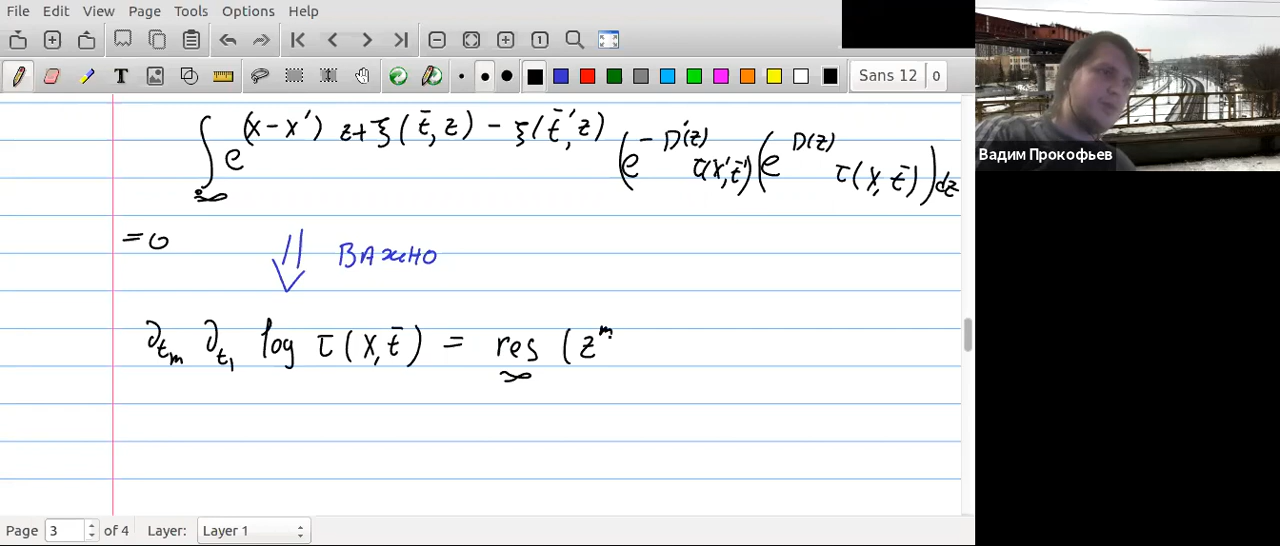 File Edit View Journal Tools Options Help
Sans 12 0
Вадим Прокофьев
∫_∞ e^{(x-x')z+ξ(t̄,z)-ξ(t̄',z)} (e^{-D'(z)} τ(x',t̄'))(e^{D(z)} τ(x,t̄))dz
=0
⇓ ВАЖНО
∂_{t_m} ∂_{t_1} log τ(x,t̄) = res_∞ (z^m
Page 3 of 4 Layer: Layer 1